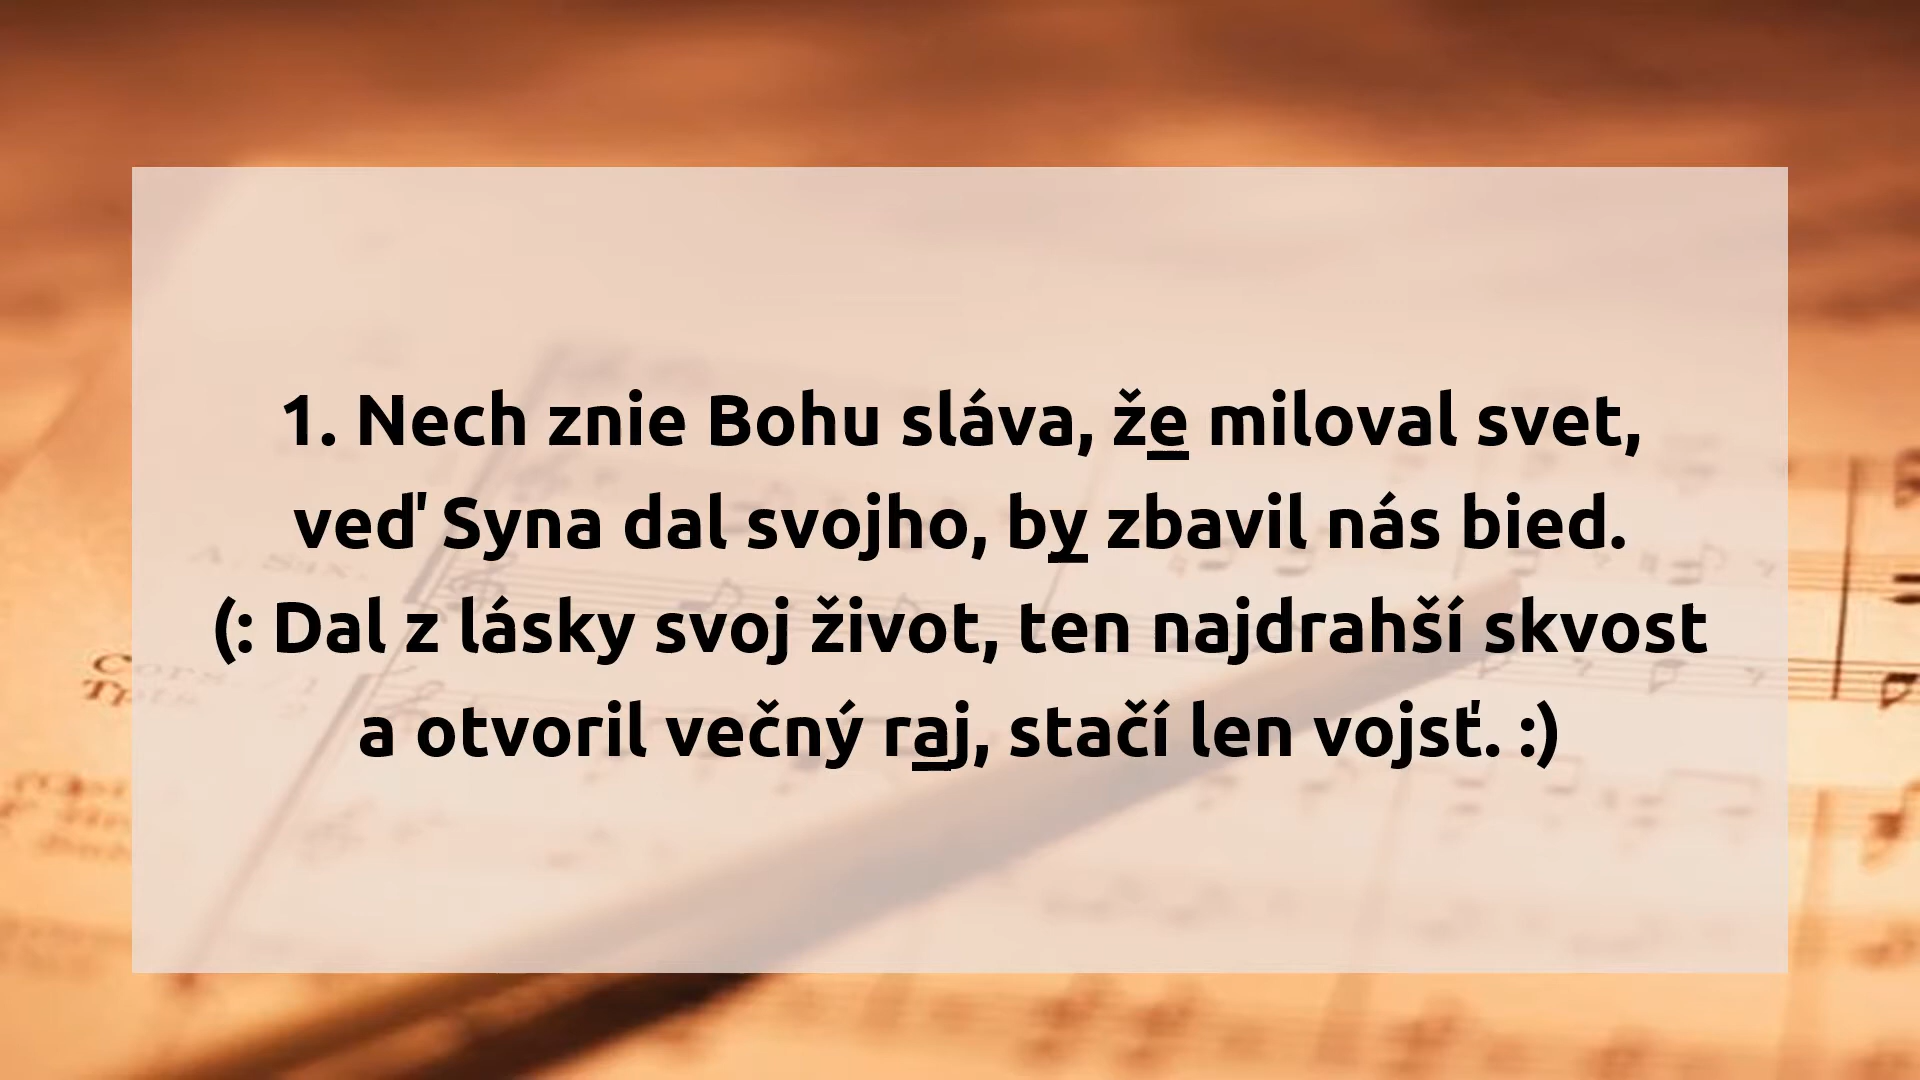 1. Nech znie Bohu sláva, že miloval svet,
veď Syna dal svojho, by zbavil nás bied.
(: Dal z lásky svoj život, ten najdrahší skvost
a otvoril večný raj, stačí len vojsť. :)
A. Sax.